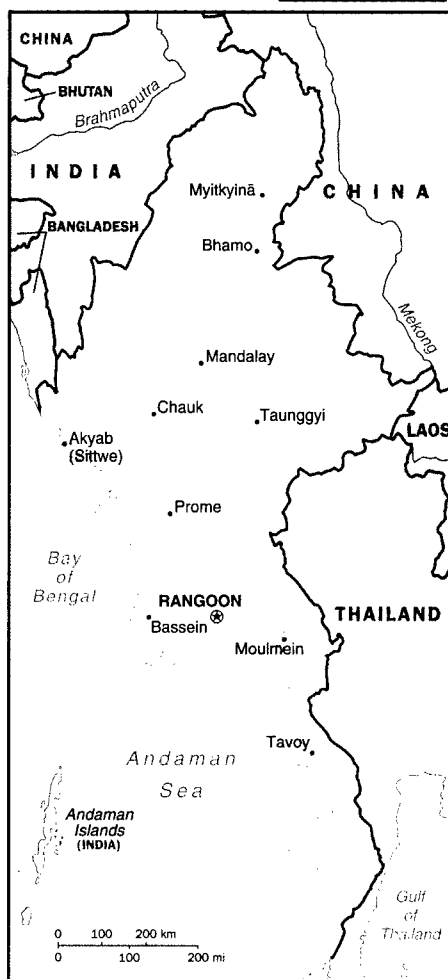 CHINA
BHUTAN
Brahmaputra
INDIA
Myitkyinā
CHINA
BANGLADESH
Bhamo
Mekong
Mandalay
Chauk
Taunggyi
LAOS
Akyab
(Sittwe)
Prome
Bay
of
Bengal
RANGOON
THAILAND
Bassein
Moulmein
Tavoy
Andaman
Sea
Andaman
Islands
(INDIA)
Gulf
of
Thailand
0 100 200 km
0 100 200 mi